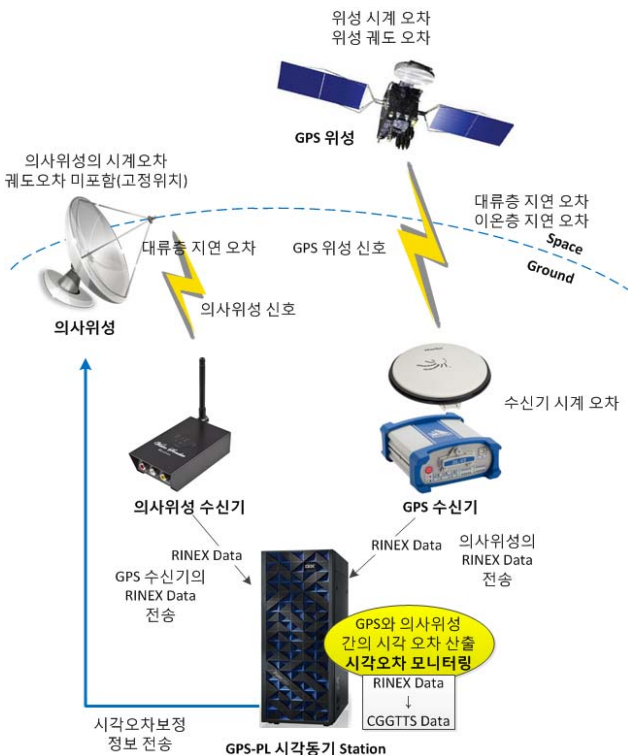 위성 시계 오차
위성 궤도 오차
GPS 위성
의사위성의 시계오차
궤도오차 미포함(고정위치)
대류층 지연 오차
이온층 지연 오차
Space
Ground
대류층 지연 오차
GPS 위성 신호
의사위성 신호
의사위성
수신기 시계 오차
의사위성 수신기
GPS 수신기
RINEX Data
RINEX Data
의사위성의
RINEX Data
전송
GPS 수신기의
RINEX Data
전송
GPS와 의사위성
간의 시각 오차 산출
시각오차 모니터링
RINEX Data
↓
CGGTTS Data
시각오차보정
정보 전송
GPS-PL 시각동기 Station